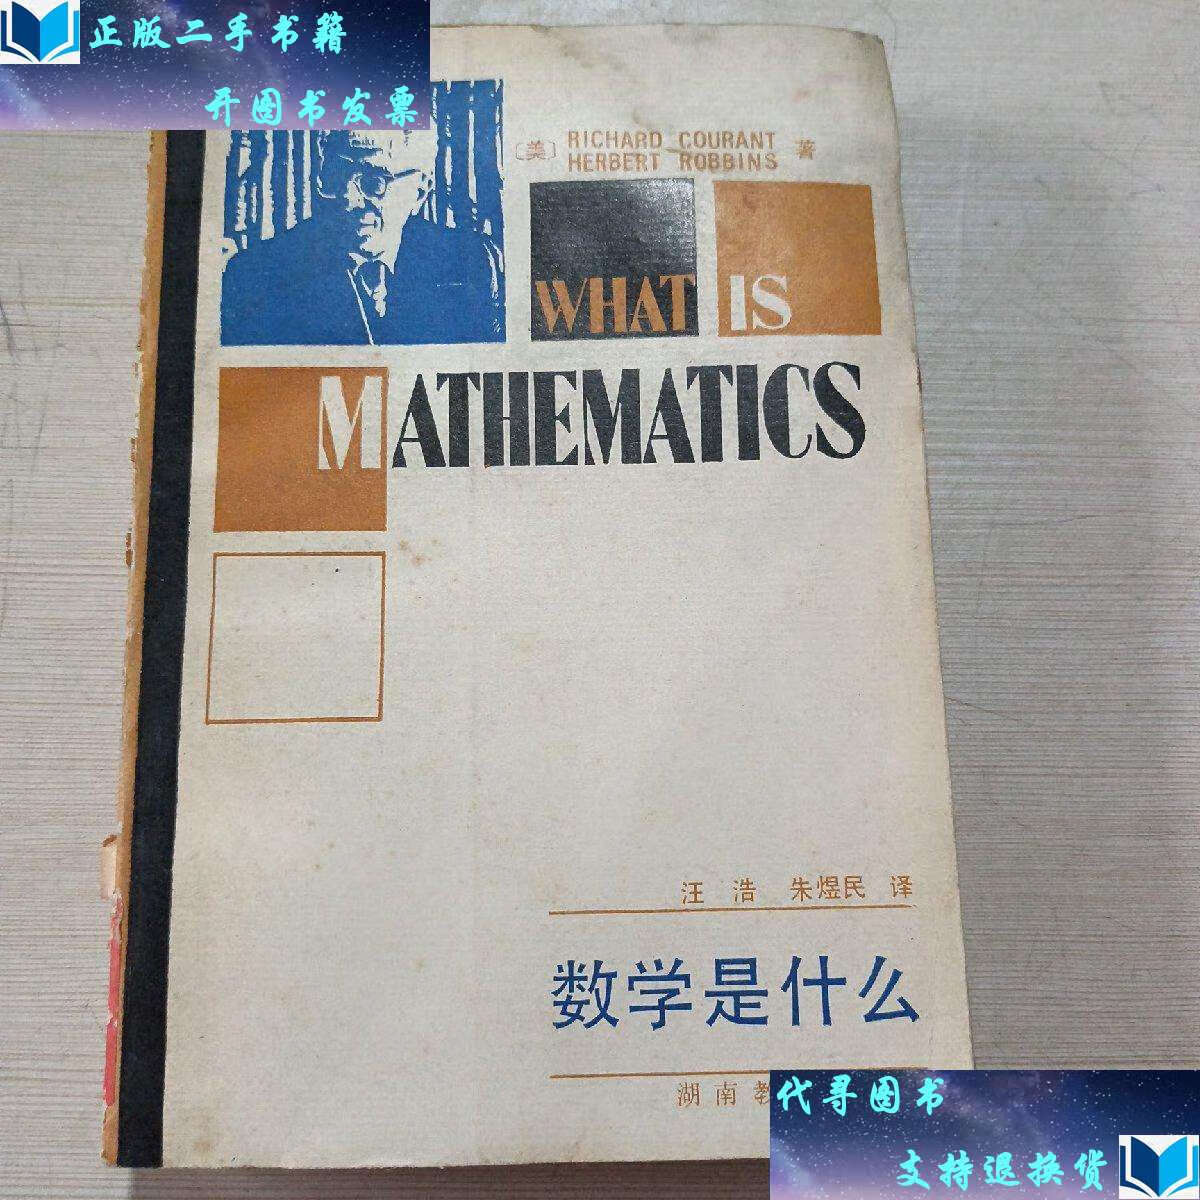 正版二手书籍
开图书发票
〔美〕 RICHARD COURANT
HERBERT ROBBINS 著
WHAT IS
MATHEMATICS
汪浩 朱煜民 译
数学是什么
湖南教
代寻图书
支持退换货